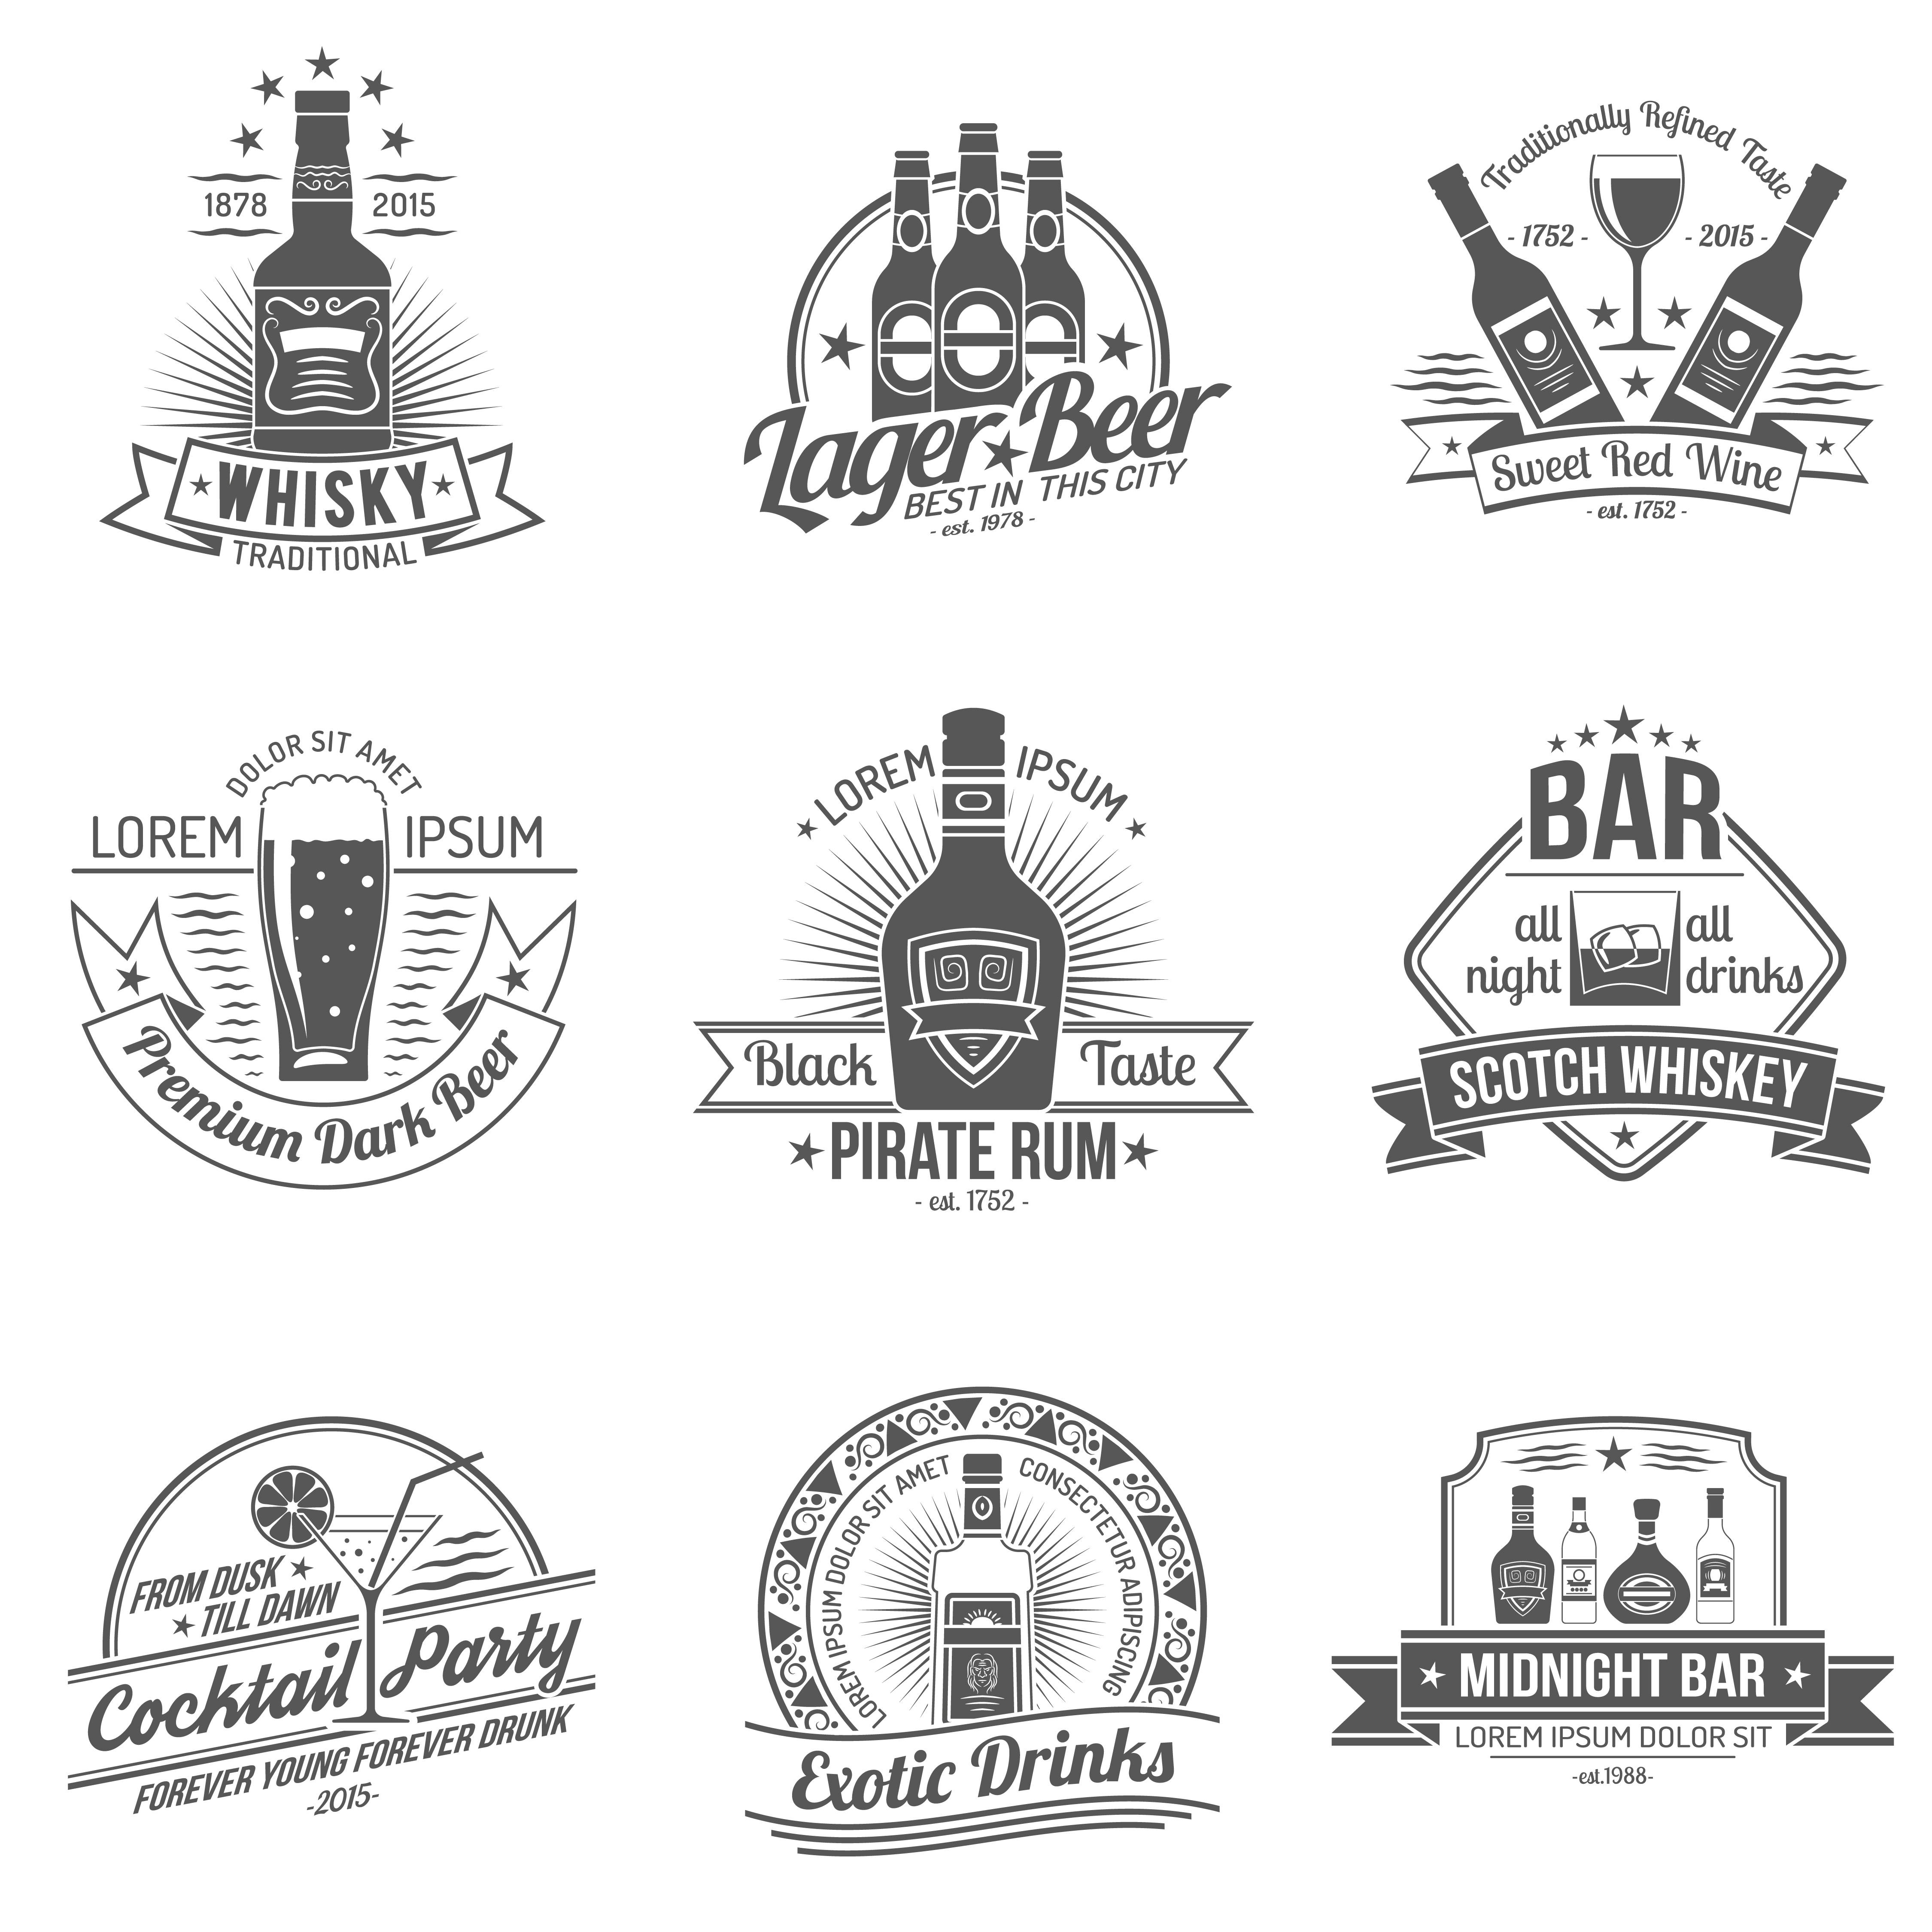 1878 2015
WHISKY
TRADITIONAL
Lager Beer
BEST IN THIS CITY
- est. 1978 -
Traditionally Refined Taste
- 1752 - - 2015 -
Sweet Red Wine
- est. 1752 -
DOLOR SIT AMET
LOREM IPSUM
Premium Dark Beer
LOREM IPSUM
Black Taste
PIRATE RUM
- est. 1752 -
BAR
all all
night drinks
SCOTCH WHISKEY
FROM DUSK
TILL DAWN
Cocktail Party
FOREVER YOUNG FOREVER DRUNK
-2015-
LOREM IPSUM DOLOR SIT AMET CONSECTETUR ADIPISCING
Exotic Drinks
MIDNIGHT BAR
LOREM IPSUM DOLOR SIT
-est.1988-